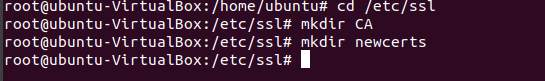 root@ubuntu-VirtualBox:/home/ubuntu# cd /etc/ssl
root@ubuntu-VirtualBox:/etc/ssl# mkdir CA
root@ubuntu-VirtualBox:/etc/ssl# mkdir newcerts
root@ubuntu-VirtualBox:/etc/ssl#